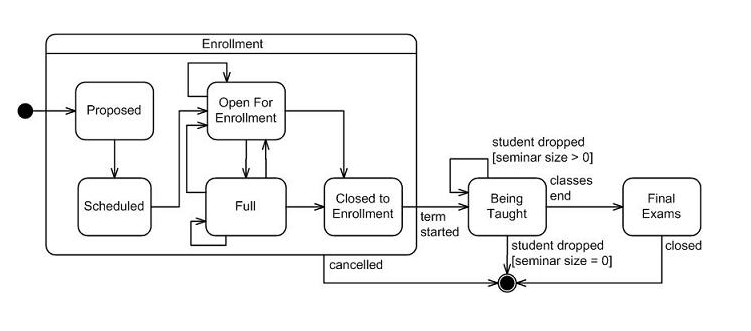 Enrollment
Proposed
Open For
Enrollment
Scheduled
Full
Closed to
Enrollment
term
started
student dropped
[seminar size > 0]
Being
Taught
classes
end
Final
Exams
student dropped
[seminar size = 0]
closed
cancelled